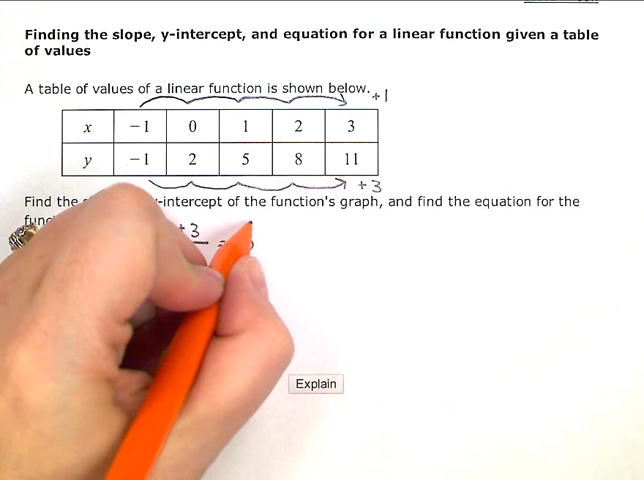 Finding the slope, y-intercept, and equation for a linear function given a table
of values
A table of values of a linear function is shown below.
+1
x −1 0 1 2 3
y −1 2 5 8 11
+3
Find the -intercept of the function's graph, and find the equation for the
+3
=
Explain